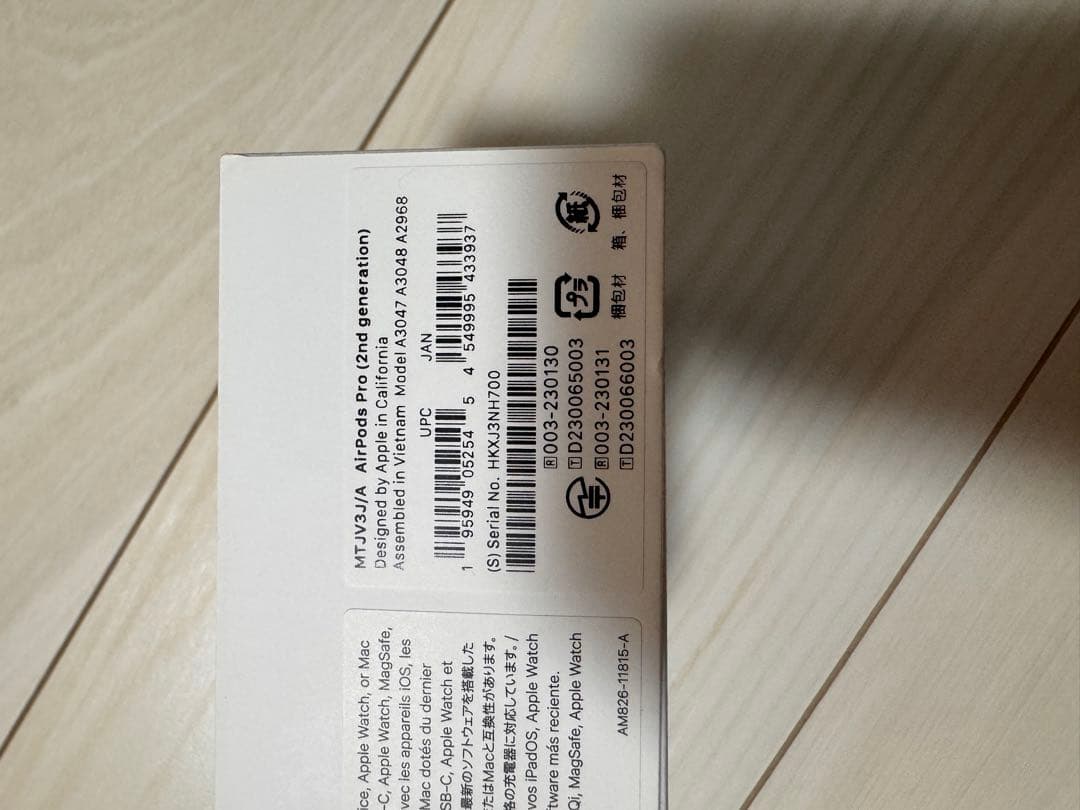 MTJV3J/A AirPods Pro (2nd generation)
Designed by Apple in California
Assembled in Vietnam Model A3047 A3048 A2968
UPC
1 95949 05254 5
JAN
4 549995 433937
(S) Serial No. HKXJ3NH700
R 003-230130
T D230065003
R 003-231131
T D230066003
プラ
梱包材
紙
箱、梱包材
ice, Apple Watch, or Mac
-C, Apple Watch, MagSafe,
vec les appareils iOS, les
Mac dotés du dernier
SB-C, Apple Watch et
最新のソフトウェアを搭載した
たはMacと互換性があります。
格の充電器に対応しています。/
vos iPadOS, Apple Watch
tware más reciente.
Qi, MagSafe, Apple Watch
AM826-11815-A